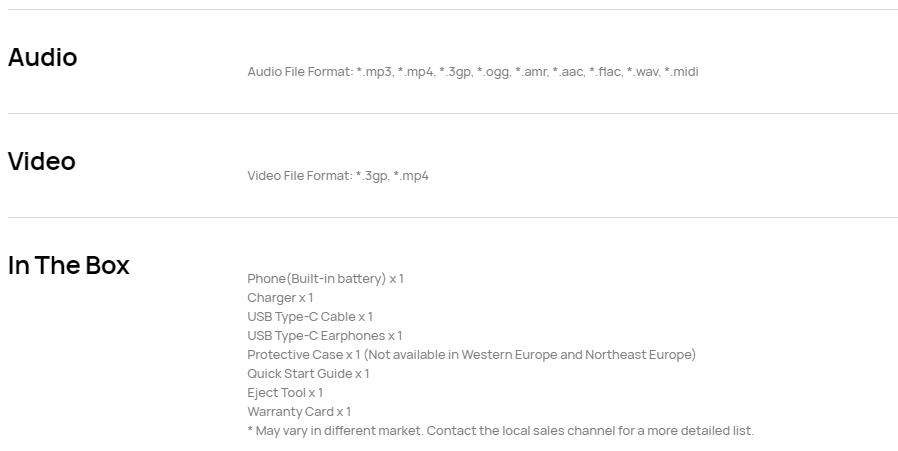 Audio
Audio File Format: *.mp3, *.mp4, *.3gp, *.ogg, *.amr, *.aac, *.flac, *.wav, *.midi
Video
Video File Format: *.3gp, *.mp4
In The Box
Phone(Built-in battery) x 1
Charger x 1
USB Type-C Cable x 1
USB Type-C Earphones x 1
Protective Case x 1 (Not available in Western Europe and Northeast Europe)
Quick Start Guide x 1
Eject Tool x 1
Warranty Card x 1
* May vary in different market. Contact the local sales channel for a more detailed list.